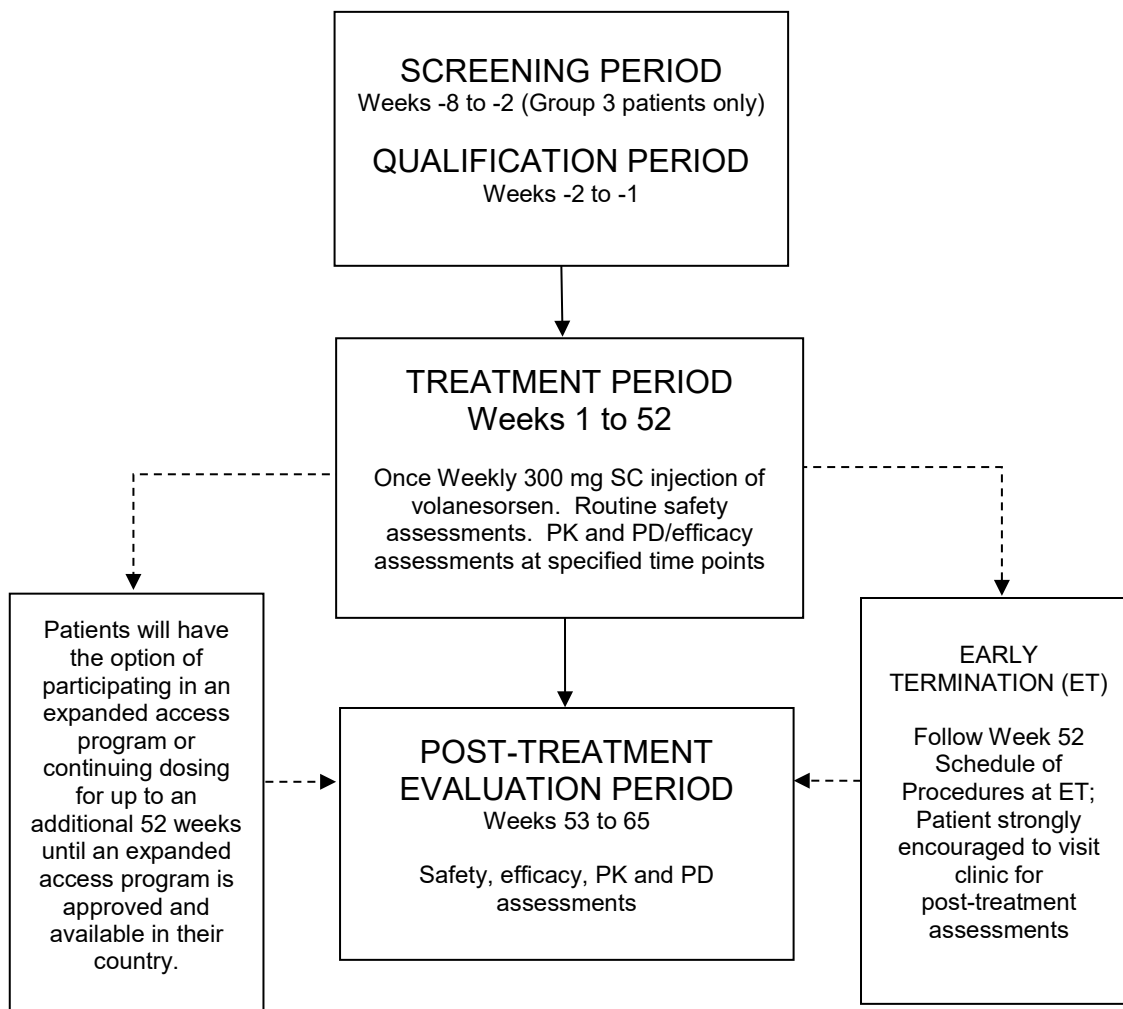 SCREENING PERIOD
Weeks -8 to -2 (Group 3 patients only)
QUALIFICATION PERIOD
Weeks -2 to -1
TREATMENT PERIOD
Weeks 1 to 52
Once Weekly 300 mg SC injection of
volanesorsen.  Routine safety
assessments.  PK and PD/efficacy
assessments at specified time points
Patients will have
the option of
participating in an
expanded access
program or
continuing dosing
for up to an
additional 52 weeks
until an expanded
access program is
approved and
available in their
country.
POST-TREATMENT
EVALUATION PERIOD
Weeks 53 to 65
Safety, efficacy, PK and PD
assessments
EARLY
TERMINATION (ET)
Follow Week 52
Schedule of
Procedures at ET;
Patient strongly
encouraged to visit
clinic for
post-treatment
assessments